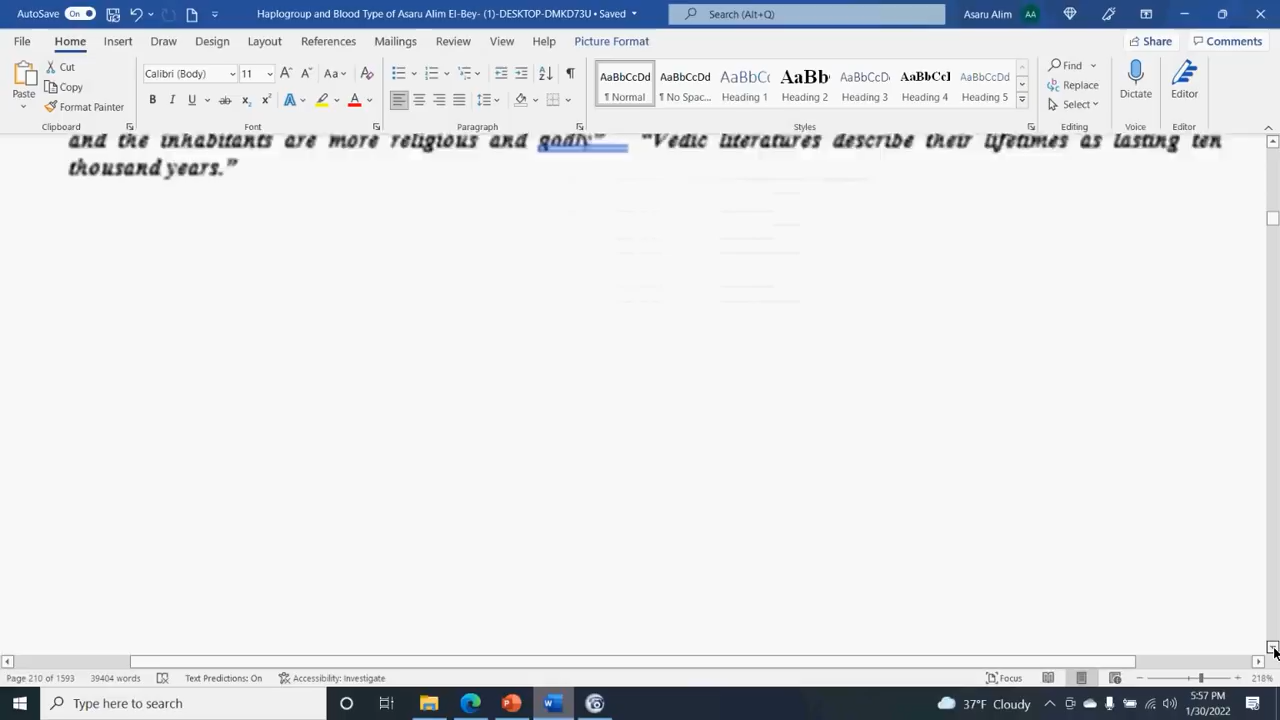 AutoSave On Haplogroup and Blood Type of Asaru Alim El-Bey- (1)-DESKTOP-DMKD73U • Saved Search (Alt+Q) Asaru Alim AA
File Home Insert Draw Design Layout References Mailings Review View Help Picture Format Share Comments
Paste Cut Copy Format Painter
Calibri (Body) 11
AaBbCcDd AaBbCcDd AaBbCc AaBb AaBbCcDd AaBbCcI AaBbCcDd
¶ Normal ¶ No Spac... Heading 1 Heading 2 Heading 3 Heading 4 Heading 5
Find Replace Select
Dictate Editor
Clipboard Font Paragraph Styles Editing Voice Editor
and the inhabitants are more religious and godly” “Vedic literatures describe their lifetimes as lasting ten
thousand years.”
Page 210 of 1593 39404 words Text Predictions: On Accessibility: Investigate Focus 218%
Type here to search 37°F Cloudy 5:57 PM
1/30/2022